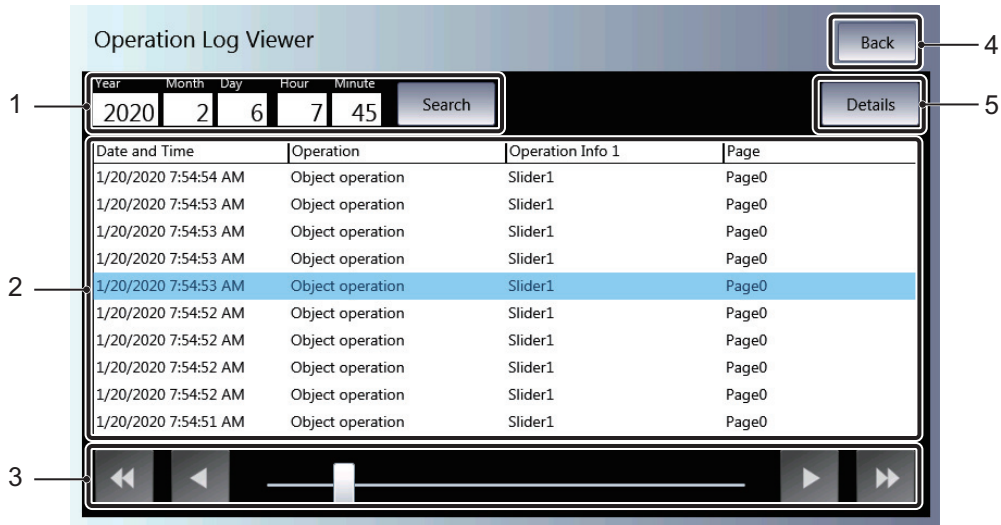 Operation Log Viewer
Back
4
Year Month Day Hour Minute
1
2020 2 6 7 45
Search
Details
5
Date and Time Operation Operation Info 1 Page
1/20/2020 7:54:54 AM Object operation Slider1 Page0
1/20/2020 7:54:53 AM Object operation Slider1 Page0
1/20/2020 7:54:53 AM Object operation Slider1 Page0
1/20/2020 7:54:53 AM Object operation Slider1 Page0
2
1/20/2020 7:54:53 AM Object operation Slider1 Page0
1/20/2020 7:54:52 AM Object operation Slider1 Page0
1/20/2020 7:54:52 AM Object operation Slider1 Page0
1/20/2020 7:54:52 AM Object operation Slider1 Page0
1/20/2020 7:54:52 AM Object operation Slider1 Page0
1/20/2020 7:54:51 AM Object operation Slider1 Page0
3